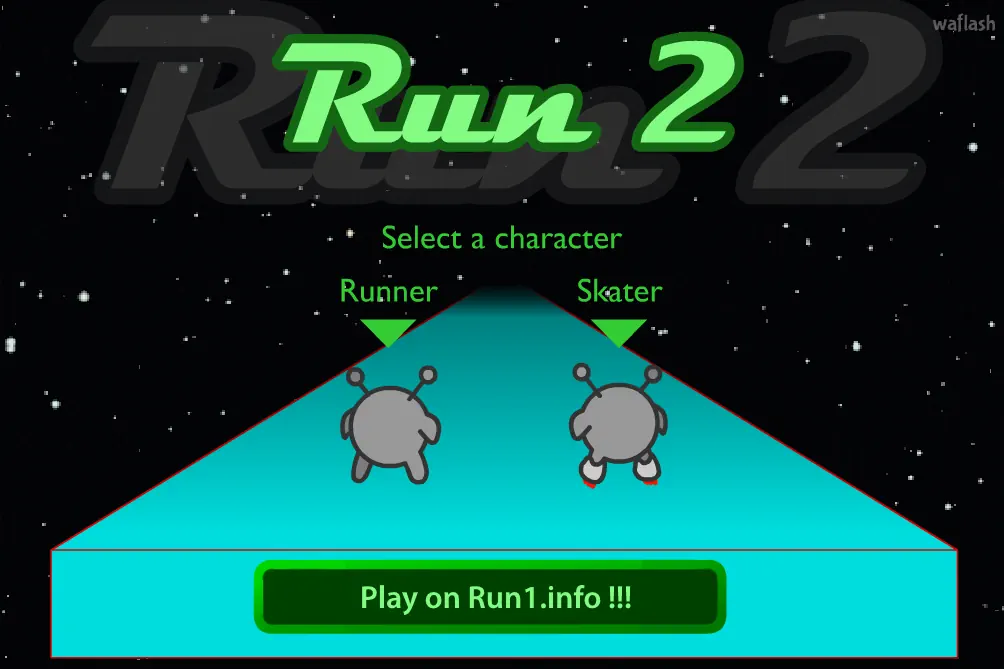 waflash
Run 2
Select a character
Runner
Skater
Play on Run1.info !!!